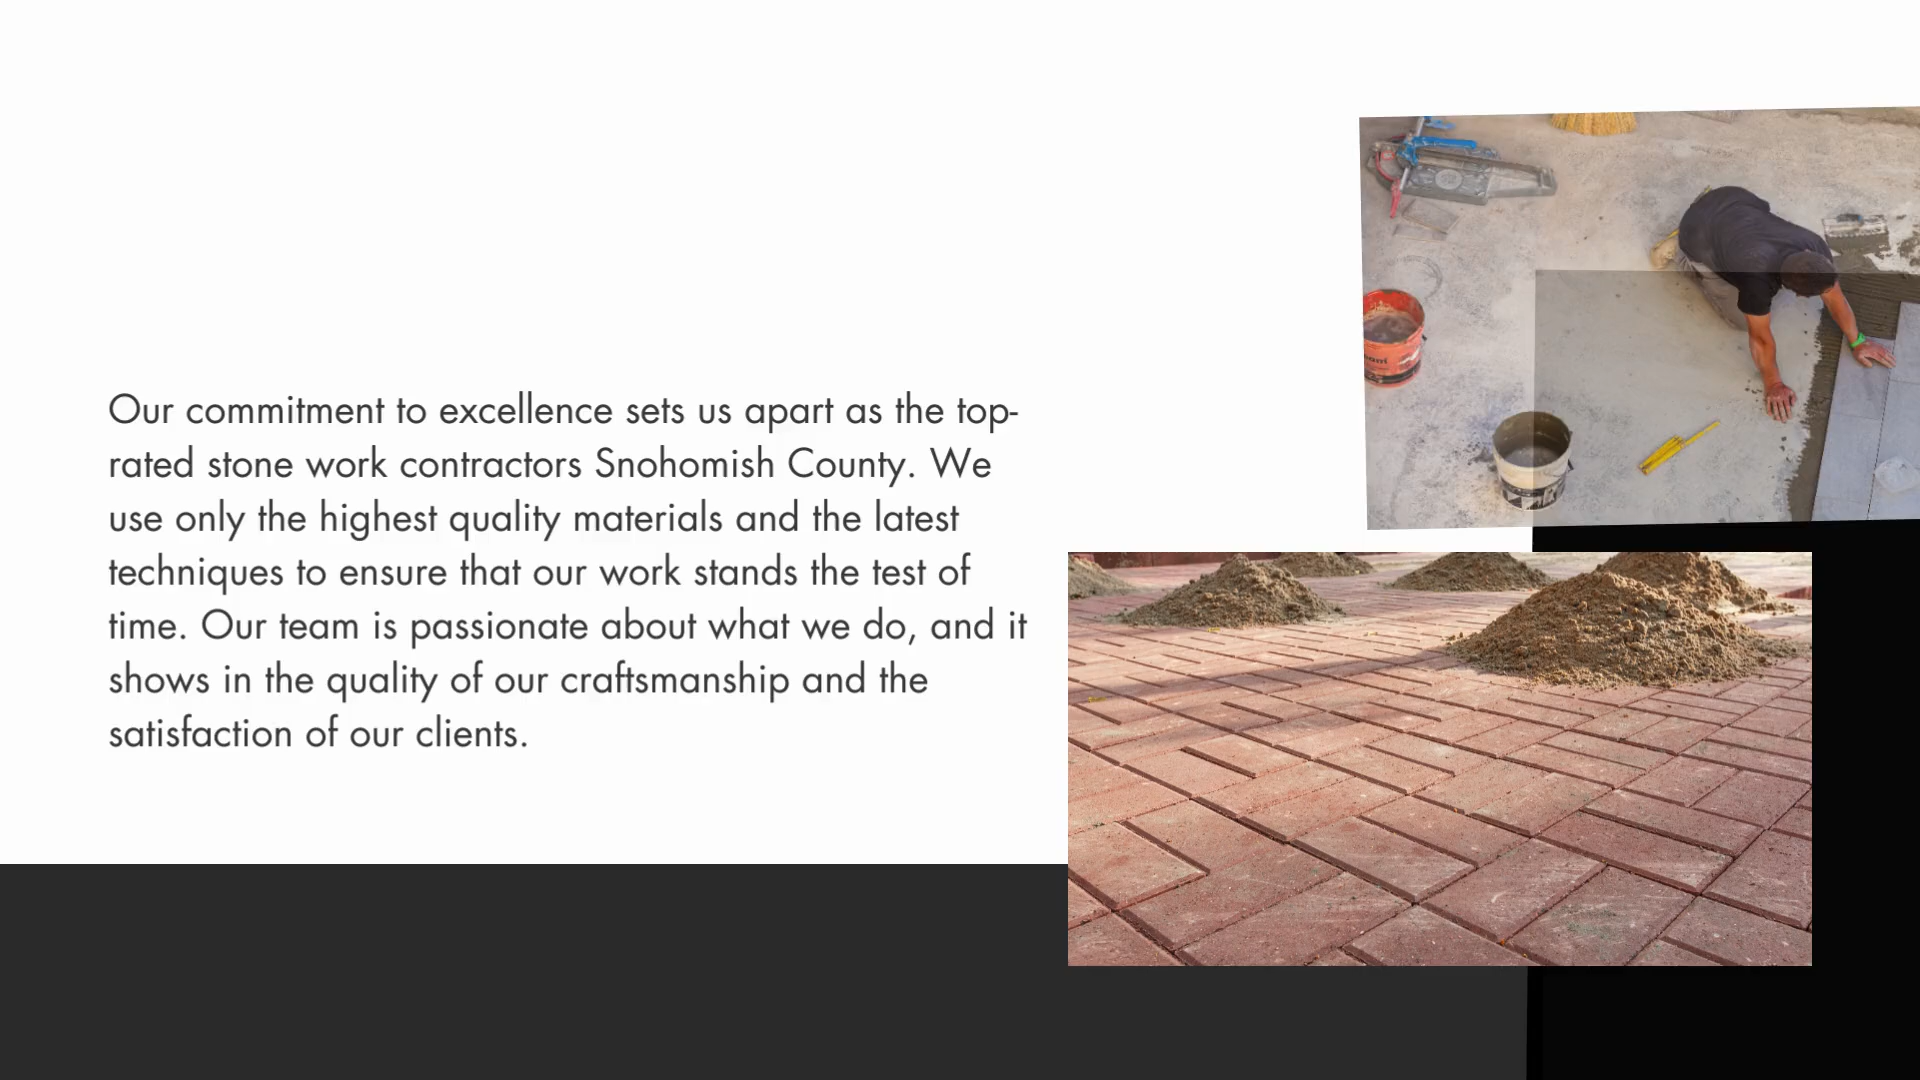 Our commitment to excellence sets us apart as the top-
rated stone work contractors Snohomish County. We
use only the highest quality materials and the latest
techniques to ensure that our work stands the test of
time. Our team is passionate about what we do, and it
shows in the quality of our craftsmanship and the
satisfaction of our clients.